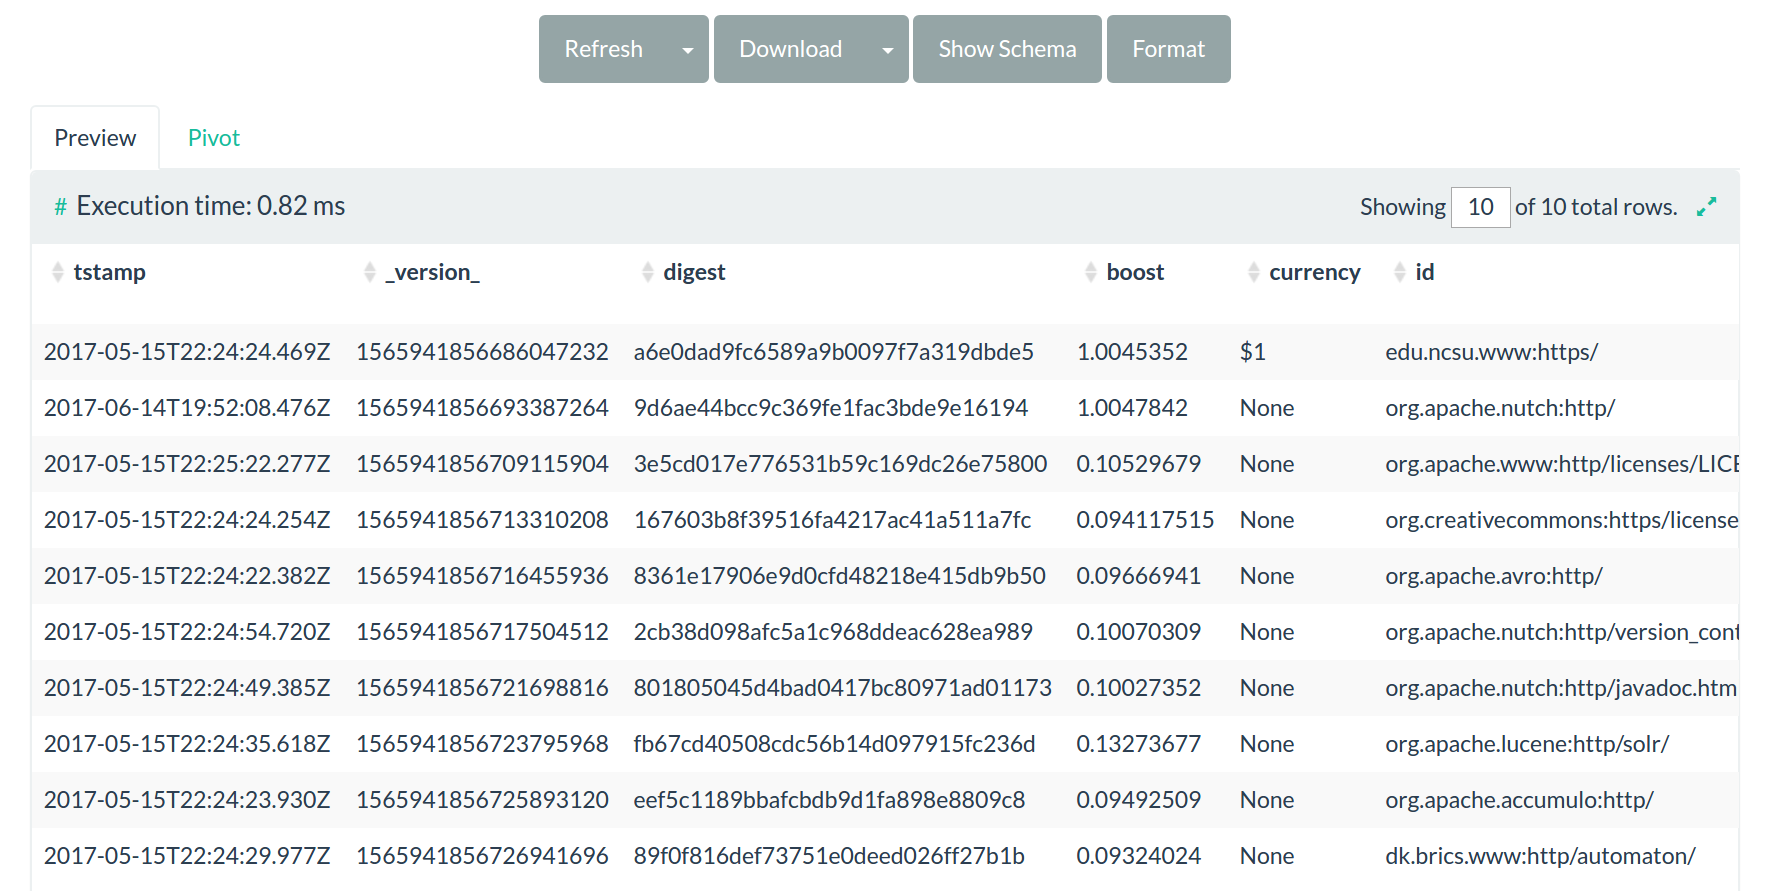 Refresh Download Show Schema Format
Preview Pivot
# Execution time: 0.82 ms Showing 10 of 10 total rows.
tstamp _version_ digest boost currency id
2017-05-15T22:24:24.469Z 1565941856686047232 a6e0dad9fc6589a9b0097f7a319dbde5 1.0045352 $1 edu.ncsu.www:https/
2017-06-14T19:52:08.476Z 1565941856693387264 9d6ae44bcc9c369fe1fac3bde9e16194 1.0047842 None org.apache.nutch:http/
2017-05-15T22:25:22.277Z 1565941856709115904 3e5cd017e776531b59c169dc26e75800 0.10529679 None org.apache.www:http/licenses/LICE
2017-05-15T22:24:24.254Z 1565941856713310208 167603b8f39516fa4217ac41a511a7fc 0.094117515 None org.creativecommons:https/license
2017-05-15T22:24:22.382Z 1565941856716455936 8361e17906e9d0cfd48218e415db9b50 0.09666941 None org.apache.avro:http/
2017-05-15T22:24:54.720Z 1565941856717504512 2cb38d098afc5a1c968ddeac628ea989 0.10070309 None org.apache.nutch:http/version_cont
2017-05-15T22:24:49.385Z 1565941856721698816 801805045d4bad0417bc80971ad01173 0.10027352 None org.apache.nutch:http/javadoc.htm
2017-05-15T22:24:35.618Z 1565941856723795968 fb67cd40508cdc56b14d097915fc236d 0.13273677 None org.apache.lucene:http/solr/
2017-05-15T22:24:23.930Z 1565941856725893120 eef5c1189bbafcbdb9d1fa898e8809c8 0.09492509 None org.apache.accumulo:http/
2017-05-15T22:24:29.977Z 1565941856726941696 89f0f816def73751e0deed026ff27b1b 0.09324024 None dk.brics.www:http/automaton/